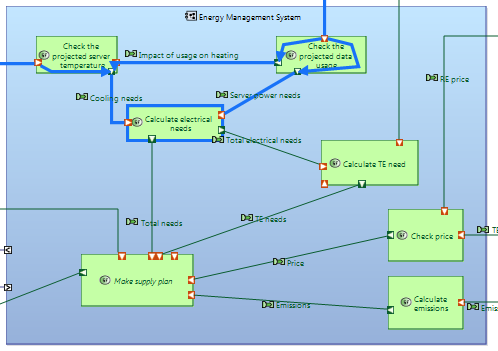 Energy Management System
Check the
projected server
temperature
Impact of usage on heating
Check the
projected data
usage
RE price
Cooling needs
Server power needs
Calculate electrical
needs
Total electrical needs
Calculate TE need
Total needs
TE needs
Check price
TE
Price
Make supply plan
Emissions
Calculate
emissions
Emis